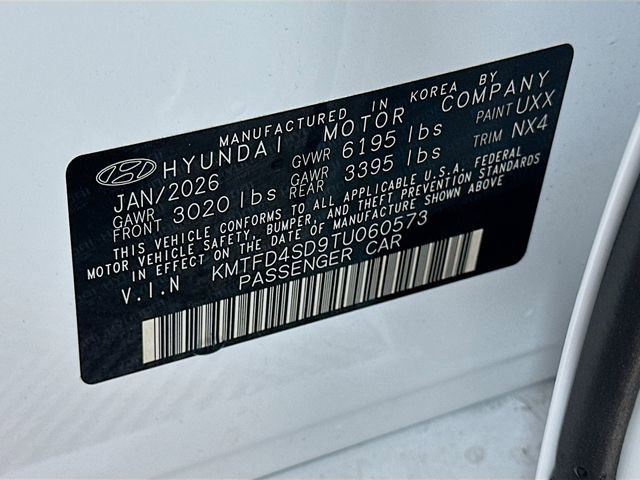 MANUFACTURED IN KOREA BY
HYUNDAI MOTOR COMPANY
JAN/2026 GVWR 6195 lbs PAINT UXX
GAWR FRONT 3020 lbs GAWR REAR 3395 lbs TRIM NX4
THIS VEHICLE CONFORMS TO ALL APPLICABLE U.S.A. FEDERAL
MOTOR VEHICLE SAFETY, BUMPER, AND THEFT PREVENTION STANDARDS
IN EFFECT ON THE DATE OF MANUFACTURE SHOWN ABOVE
V.I.N KMTFD4SD9TU060573
PASSENGER CAR